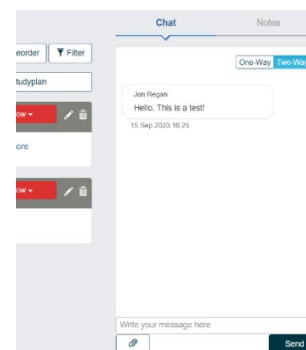 Chat Notes
eorder Filter
One-Way Two-Way
tudyplan
Jon Regan
Hello. This is a test!
15 Sep 2023 16:25
ow
ore
ow
Write your message here
Send